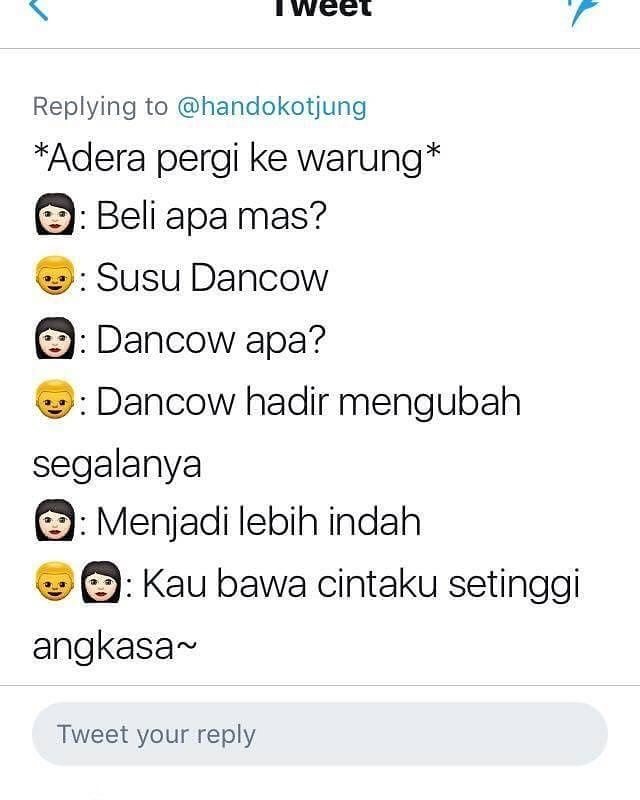 Tweet
Replying to @handokotjung
*Adera pergi ke warung*
👩🏻: Beli apa mas?
👨: Susu Dancow
👩🏻: Dancow apa?
👨: Dancow hadir mengubah
segalanya
👩🏻: Menjadi lebih indah
👨👩🏻: Kau bawa cintaku setinggi
angkasa~
Tweet your reply